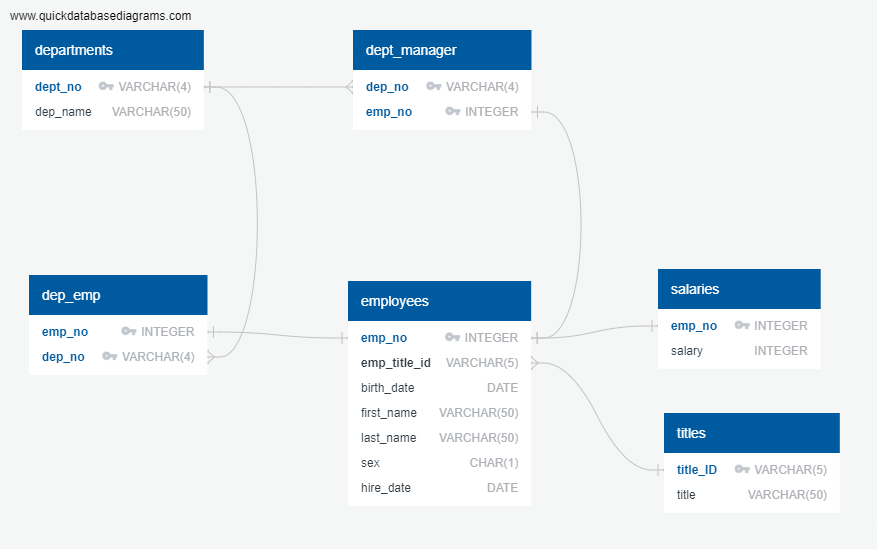 www.quickdatabasediagrams.com
departments
dept_no VARCHAR(4)
dep_name VARCHAR(50)
dept_manager
dep_no VARCHAR(4)
emp_no INTEGER
dep_emp
emp_no INTEGER
dep_no VARCHAR(4)
employees
emp_no INTEGER
emp_title_id VARCHAR(5)
birth_date DATE
first_name VARCHAR(50)
last_name VARCHAR(50)
sex CHAR(1)
hire_date DATE
salaries
emp_no INTEGER
salary INTEGER
titles
title_ID VARCHAR(5)
title VARCHAR(50)